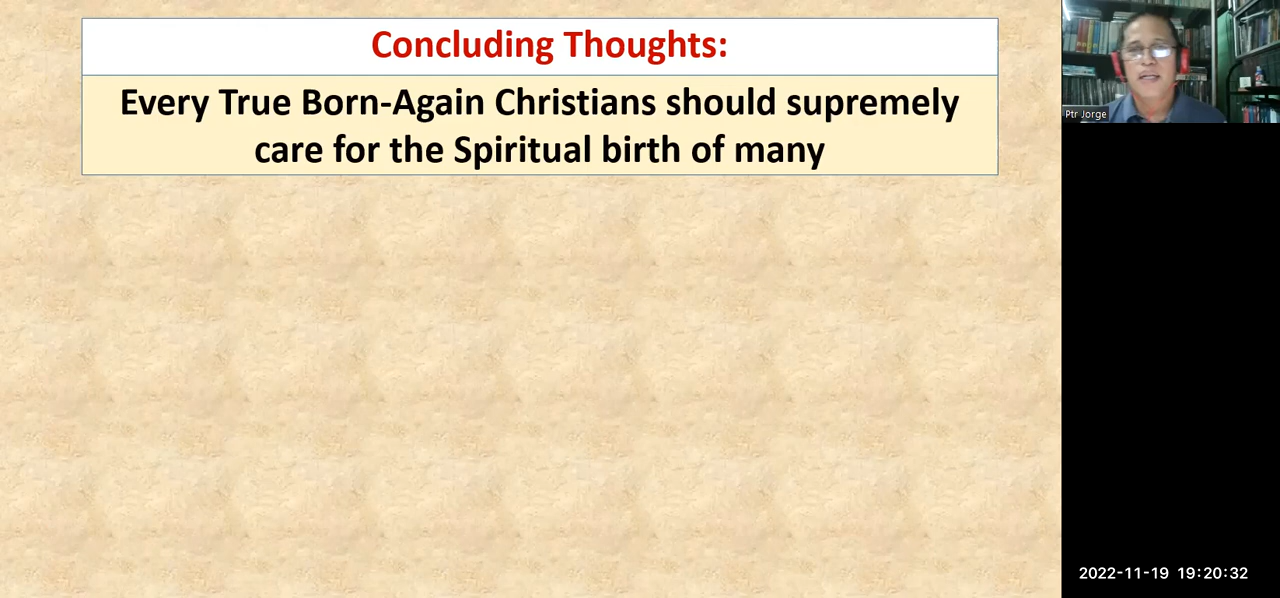 Concluding Thoughts:
Every True Born-Again Christians should supremely
care for the Spiritual birth of many
Ptr Jorge
2022-11-19 19:20:32